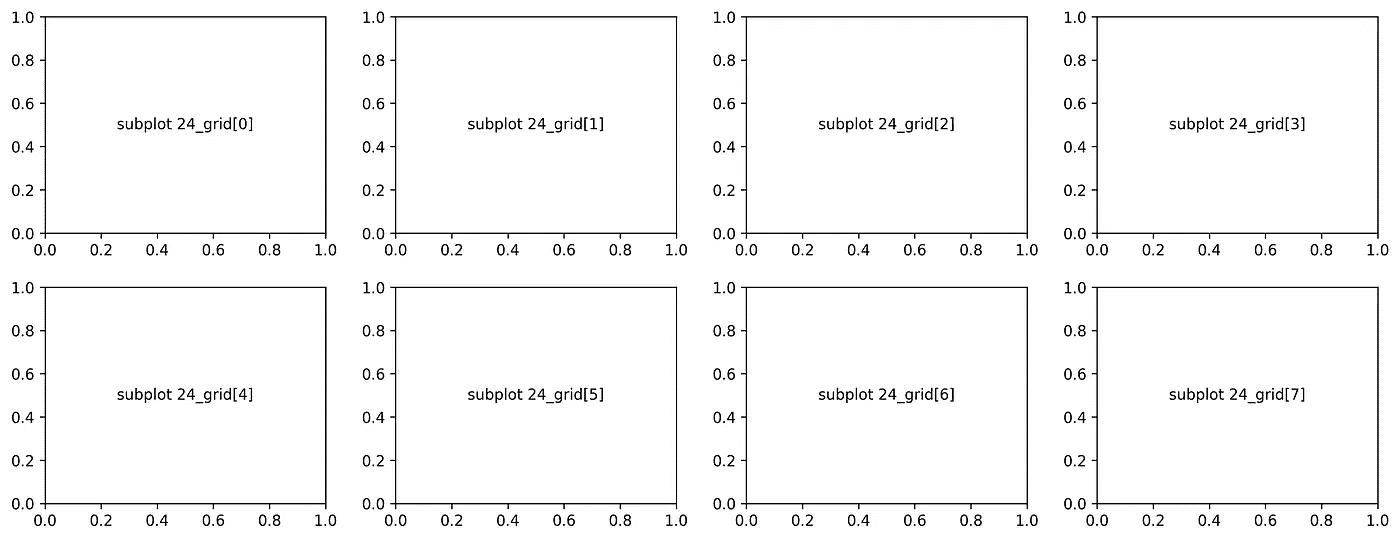 1.0 1.0 1.0 1.0
0.8 0.8 0.8 0.8
0.6 0.6 0.6 0.6
subplot 24_grid[0] subplot 24_grid[1] subplot 24_grid[2] subplot 24_grid[3]
0.4 0.4 0.4 0.4
0.2 0.2 0.2 0.2
0.0 0.0 0.0 0.0
0.0 0.2 0.4 0.6 0.8 1.0 0.0 0.2 0.4 0.6 0.8 1.0 0.0 0.2 0.4 0.6 0.8 1.0 0.0 0.2 0.4 0.6 0.8 1.0
1.0 1.0 1.0 1.0
0.8 0.8 0.8 0.8
0.6 0.6 0.6 0.6
subplot 24_grid[4] subplot 24_grid[5] subplot 24_grid[6] subplot 24_grid[7]
0.4 0.4 0.4 0.4
0.2 0.2 0.2 0.2
0.0 0.0 0.0 0.0
0.0 0.2 0.4 0.6 0.8 1.0 0.0 0.2 0.4 0.6 0.8 1.0 0.0 0.2 0.4 0.6 0.8 1.0 0.0 0.2 0.4 0.6 0.8 1.0